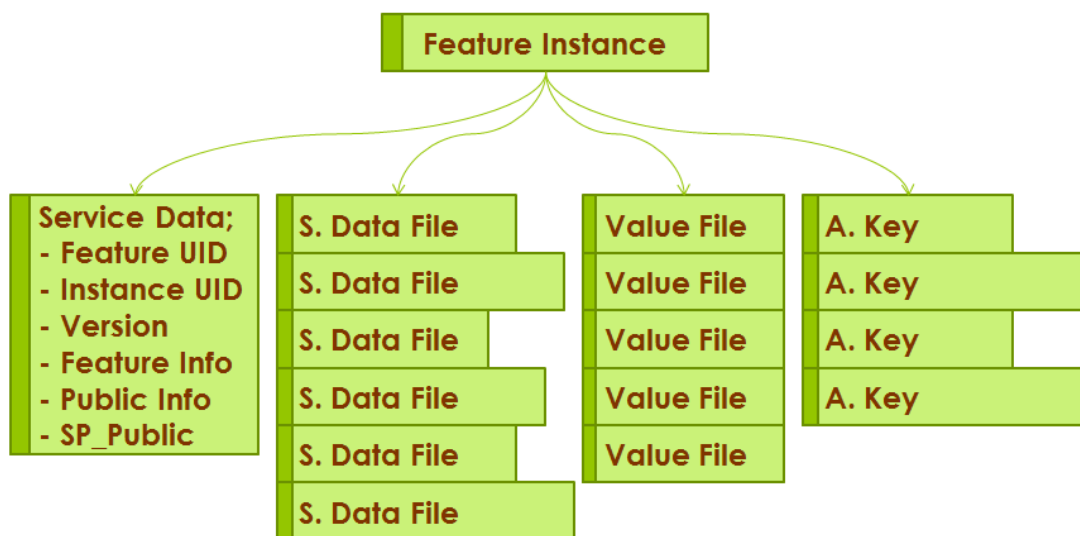 Feature Instance
Service Data;
- Feature UID
- Instance UID
- Version
- Feature Info
- Public Info
- SP_Public
S. Data File
S. Data File
S. Data File
S. Data File
S. Data File
S. Data File
Value File
Value File
Value File
Value File
Value File
A. Key
A. Key
A. Key
A. Key